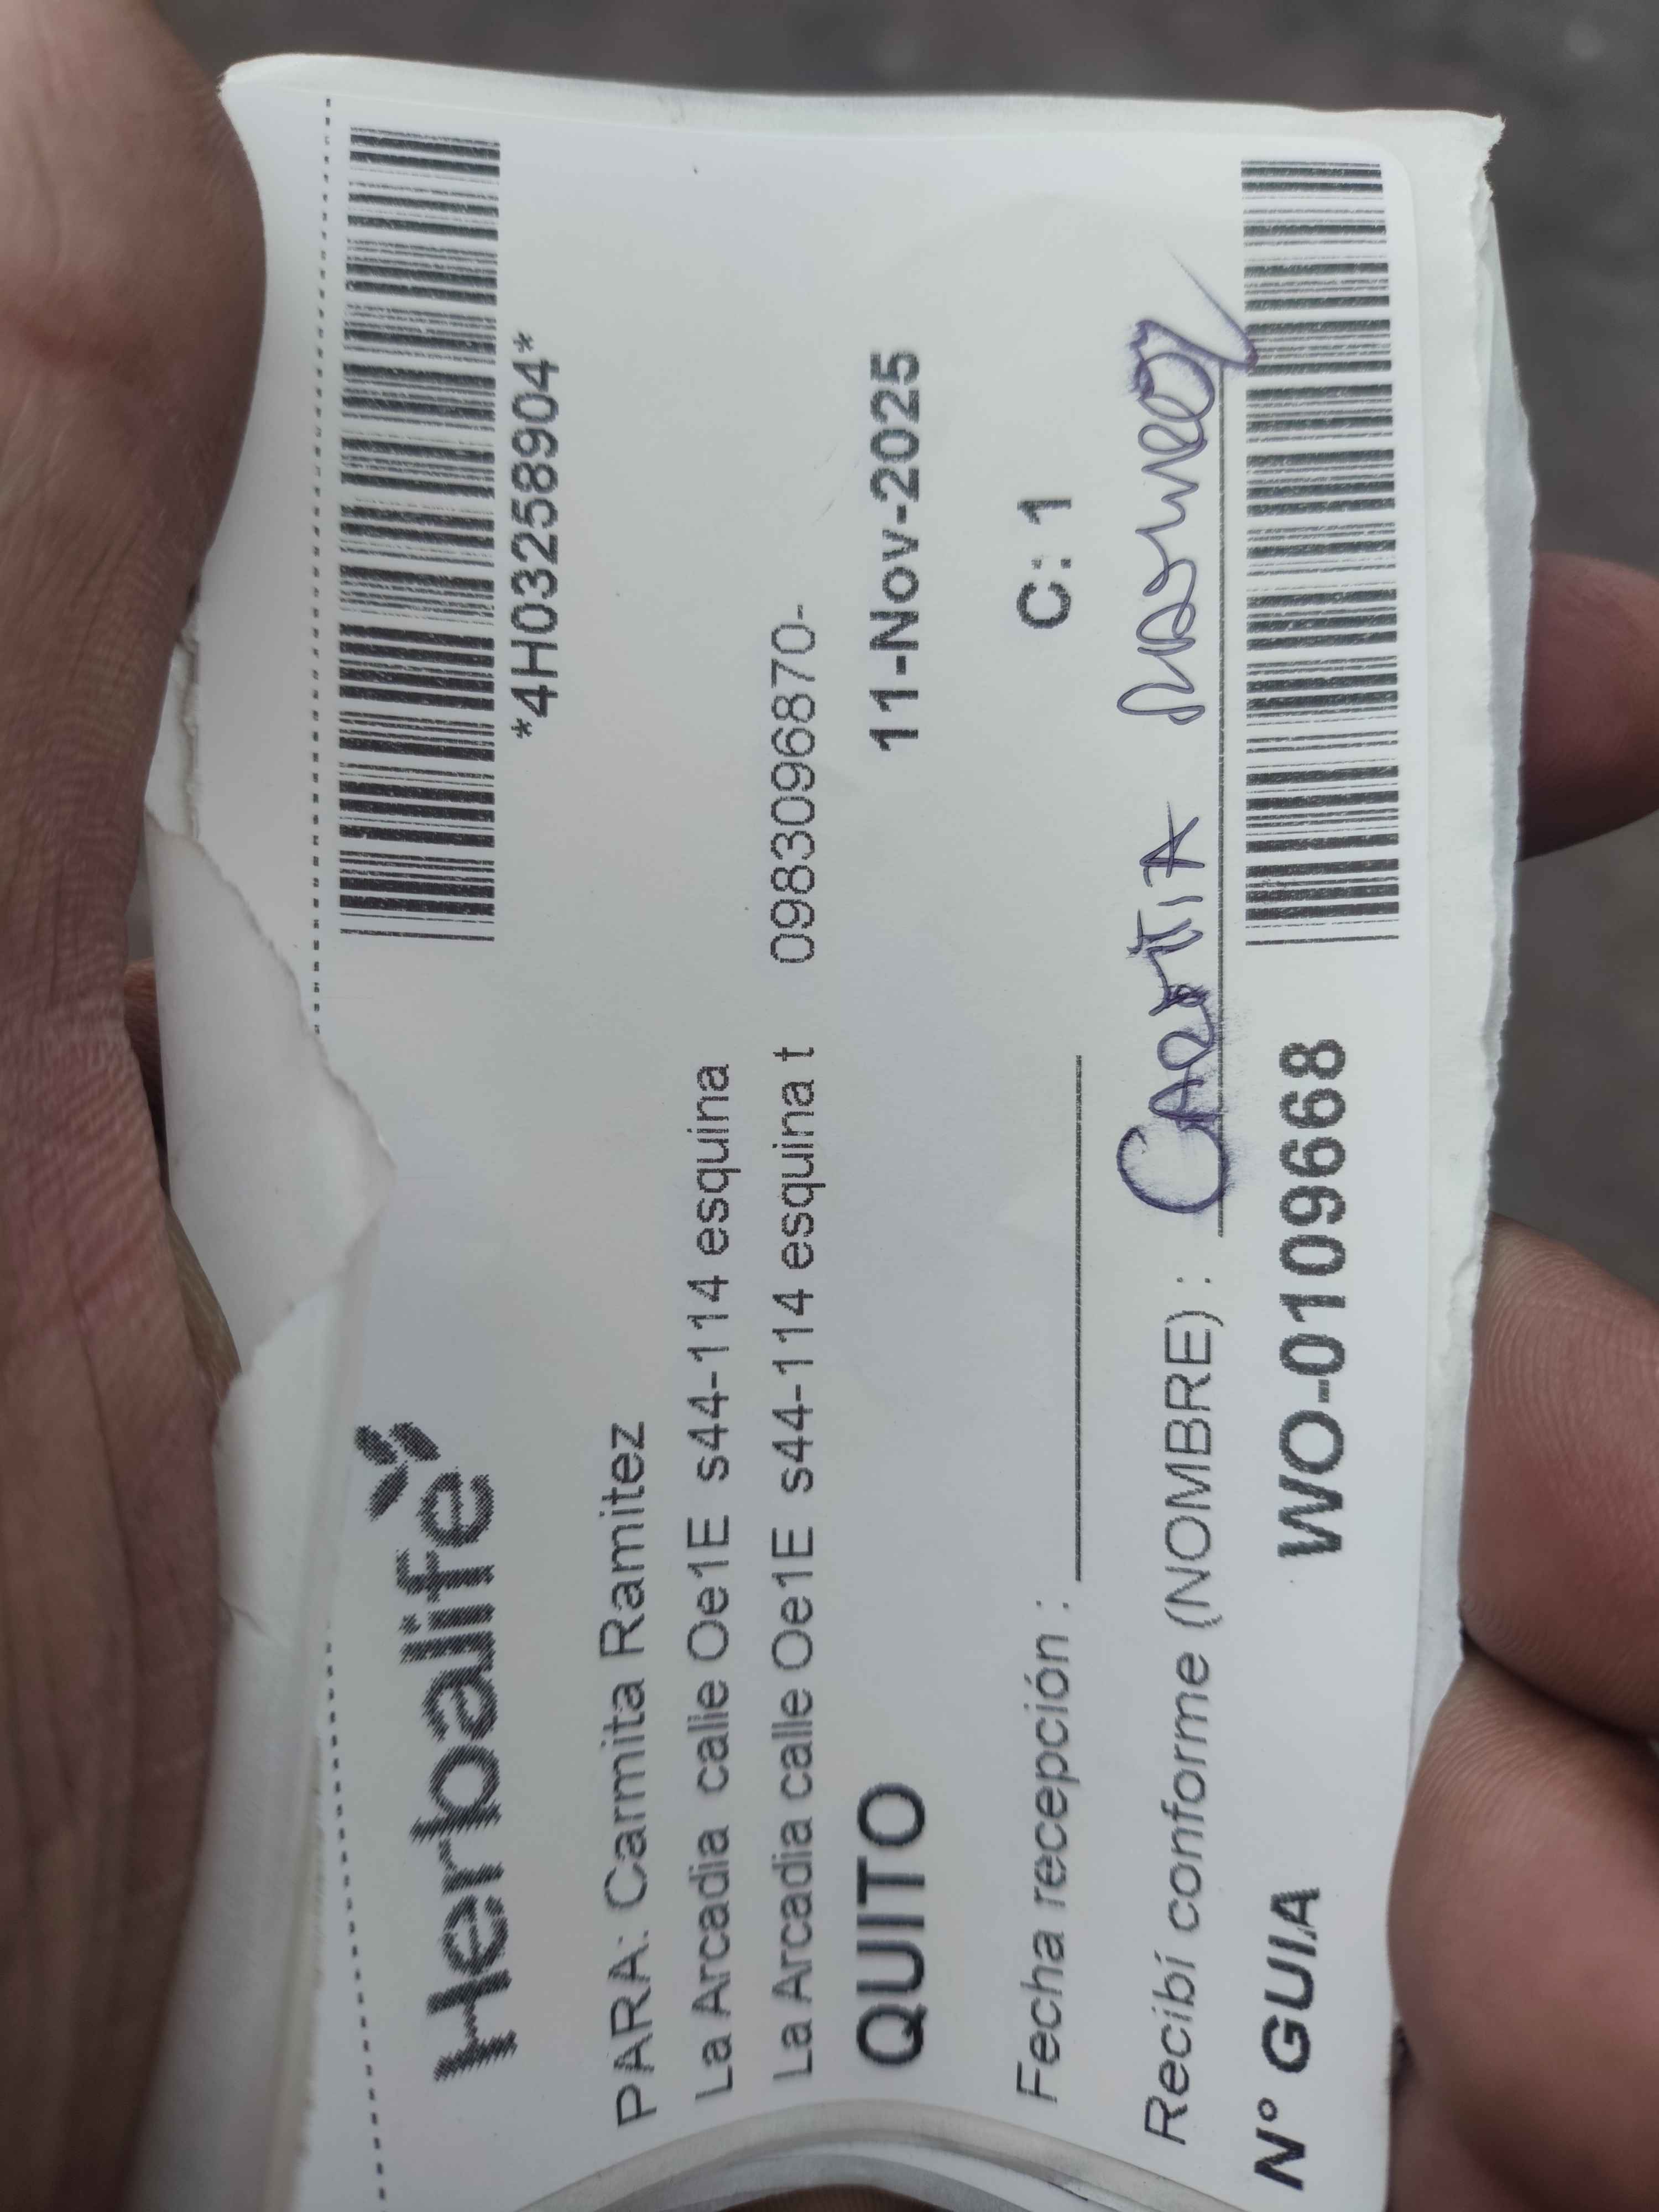 Herbalife
*4H03258904*
PARA: Carmita Ramitez
La Arcadia calle Oe1E s44-114 esquina
La Arcadia calle Oe1E s44-114 esquina t 0983096870-
QUITO 11-Nov-2025
Fecha recepción : C: 1
Recibí conforme (NOMBRE) : CARMITA
N° GUIA WO-0109668